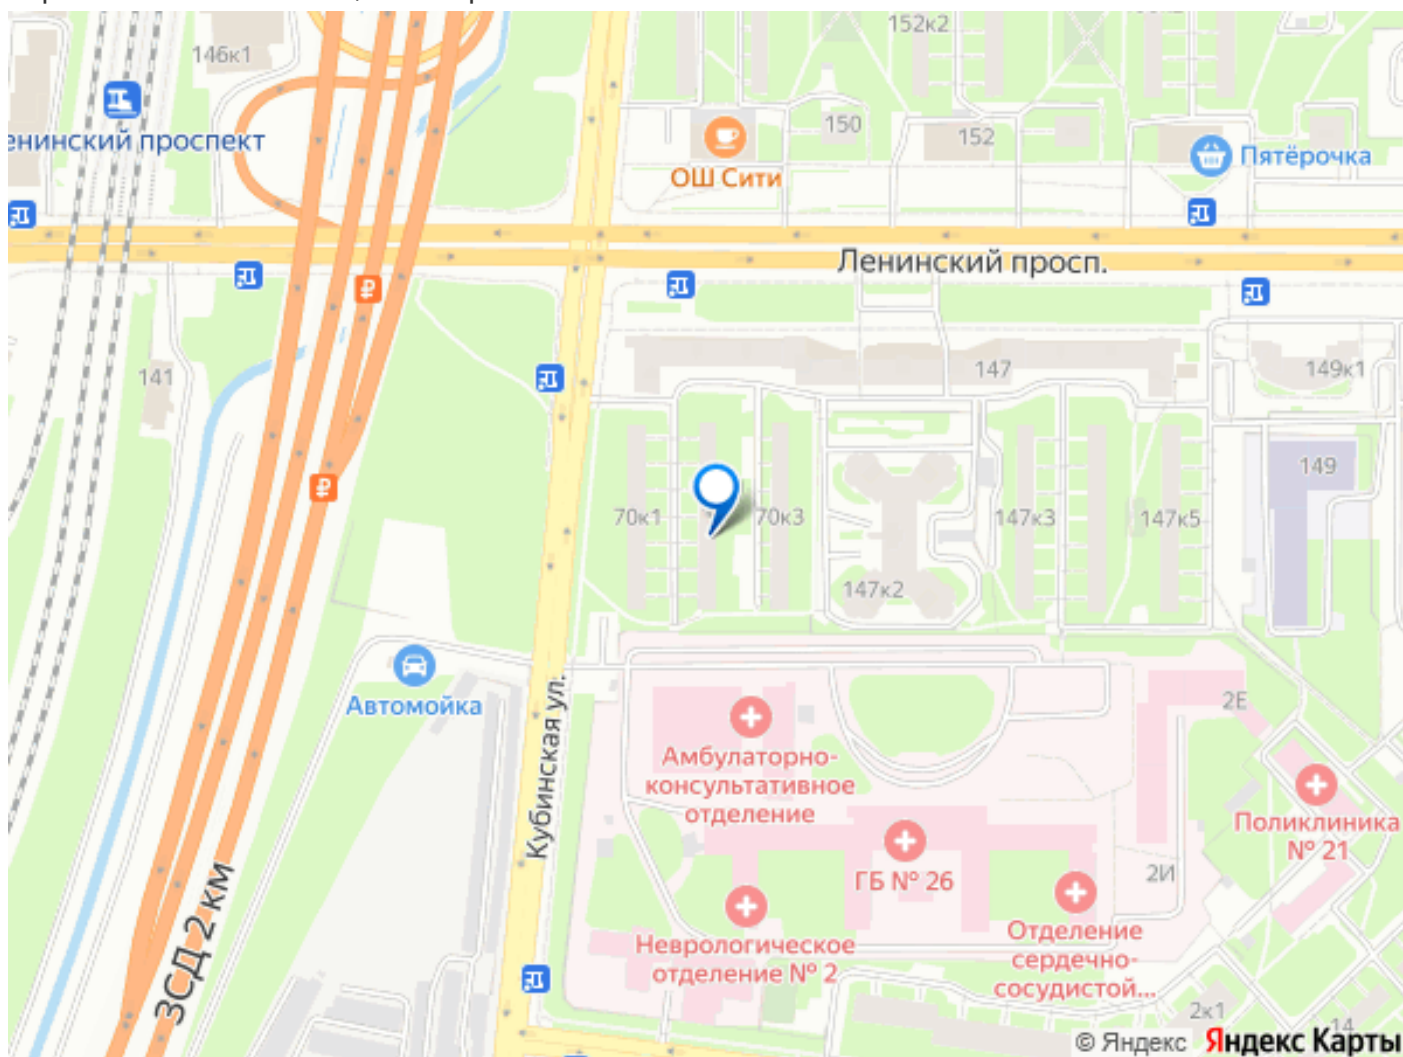 152к2
146к1
150
152
енинский проспект
ОШ Сити
Пятёрочка
Ленинский просп.
141
147
149к1
149
70к1
70к3
147к3
147к5
147к2
Автомойка
Кубинская ул.
2Е
Амбулаторно-
консультативное
отделение
Поликлиника
№ 21
ГБ № 26
2И
ЗСД 2 км
Неврологическое
отделение № 2
Отделение
сердечно-
сосудистой...
2к1
14
© Яндекс Яндекс Карты